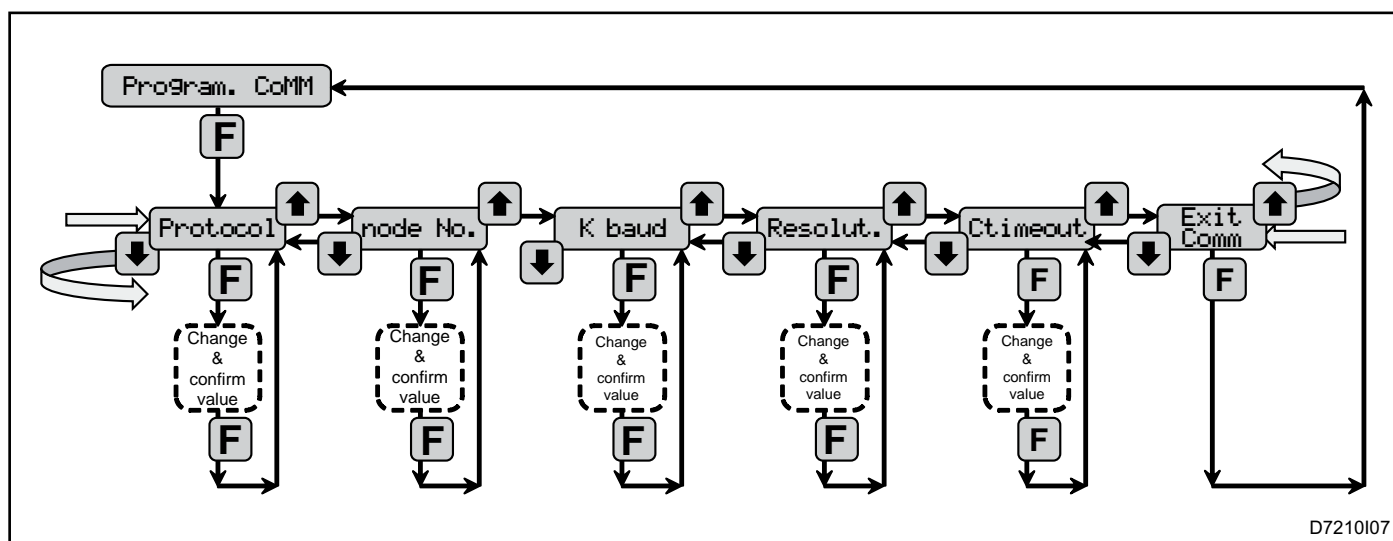 Program. CoMM
F
Protocol
node No.
K baud
Resolut.
Ctimeout
Exit
Comm
F
F
F
F
F
F
Change
&
confirm
value
Change
&
confirm
value
Change
&
confirm
value
Change
&
confirm
value
Change
&
confirm
value
F
F
F
F
F
D7210I07